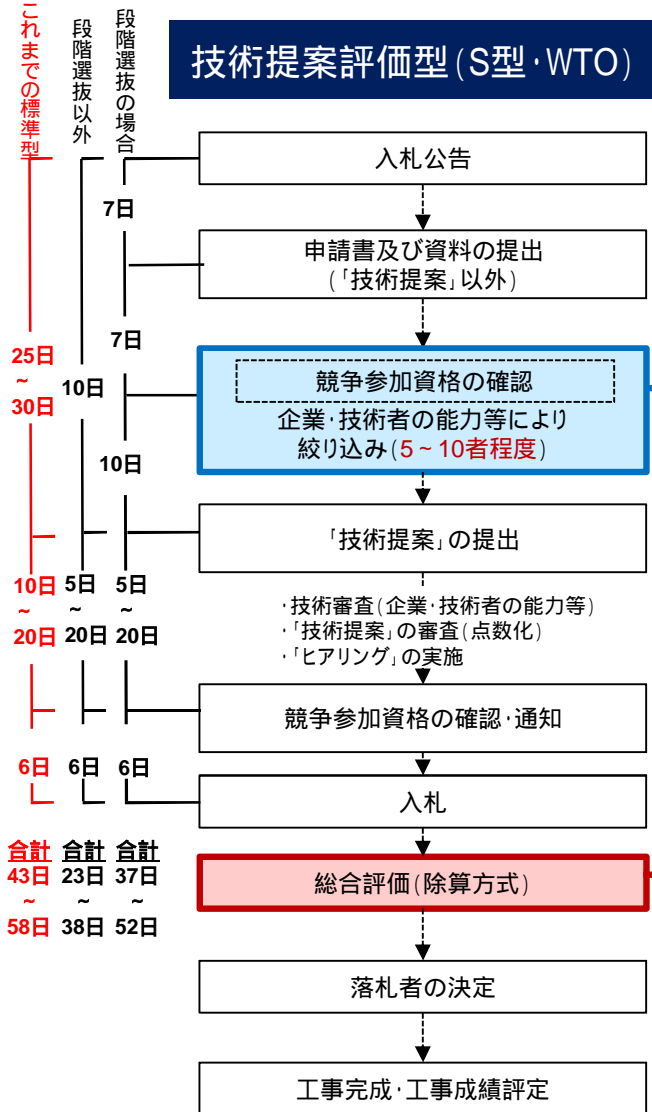 これまでの標準型
段階選抜以外
段階選抜の場合
技術提案評価型(S型・WTO)
入札公告
7日
申請書及び資料の提出
(「技術提案」以外)
7日
25日
~
30日
10日
競争参加資格の確認
企業・技術者の能力等により
絞り込み(5~10者程度)
10日
「技術提案」の提出
10日
~
20日
5日
~
20日
5日
~
20日
・技術審査(企業・技術者の能力等)
・「技術提案」の審査(点数化)
・「ヒアリング」の実施
競争参加資格の確認・通知
6日 6日 6日
入札
合計 合計 合計
43日 23日 37日
~ ~ ~
58日 38日 52日
総合評価(除算方式)
落札者の決定
工事完成・工事成績評定